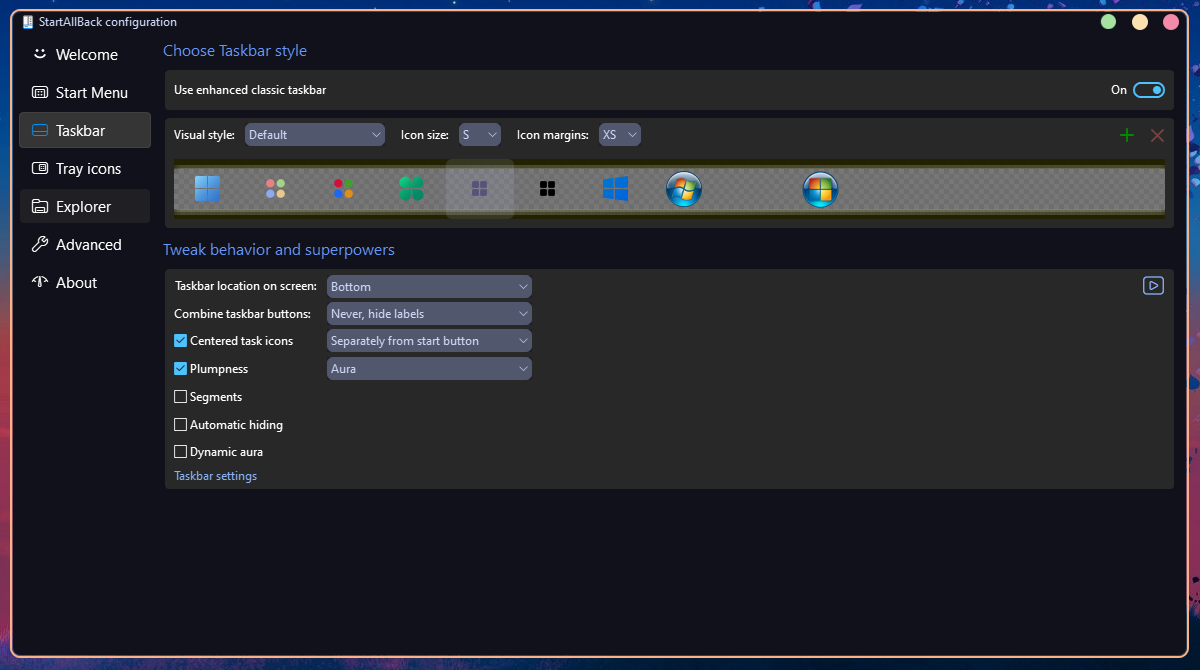 StartAllBack configuration
Welcome
Start Menu
Taskbar
Tray icons
Explorer
Advanced
About
Choose Taskbar style
Use enhanced classic taskbar
On
Visual style:
Default
Icon size:
S
Icon margins:
XS
Tweak behavior and superpowers
Taskbar location on screen:
Bottom
Combine taskbar buttons:
Never, hide labels
Centered task icons
Separately from start button
Plumpness
Aura
Segments
Automatic hiding
Dynamic aura
Taskbar settings